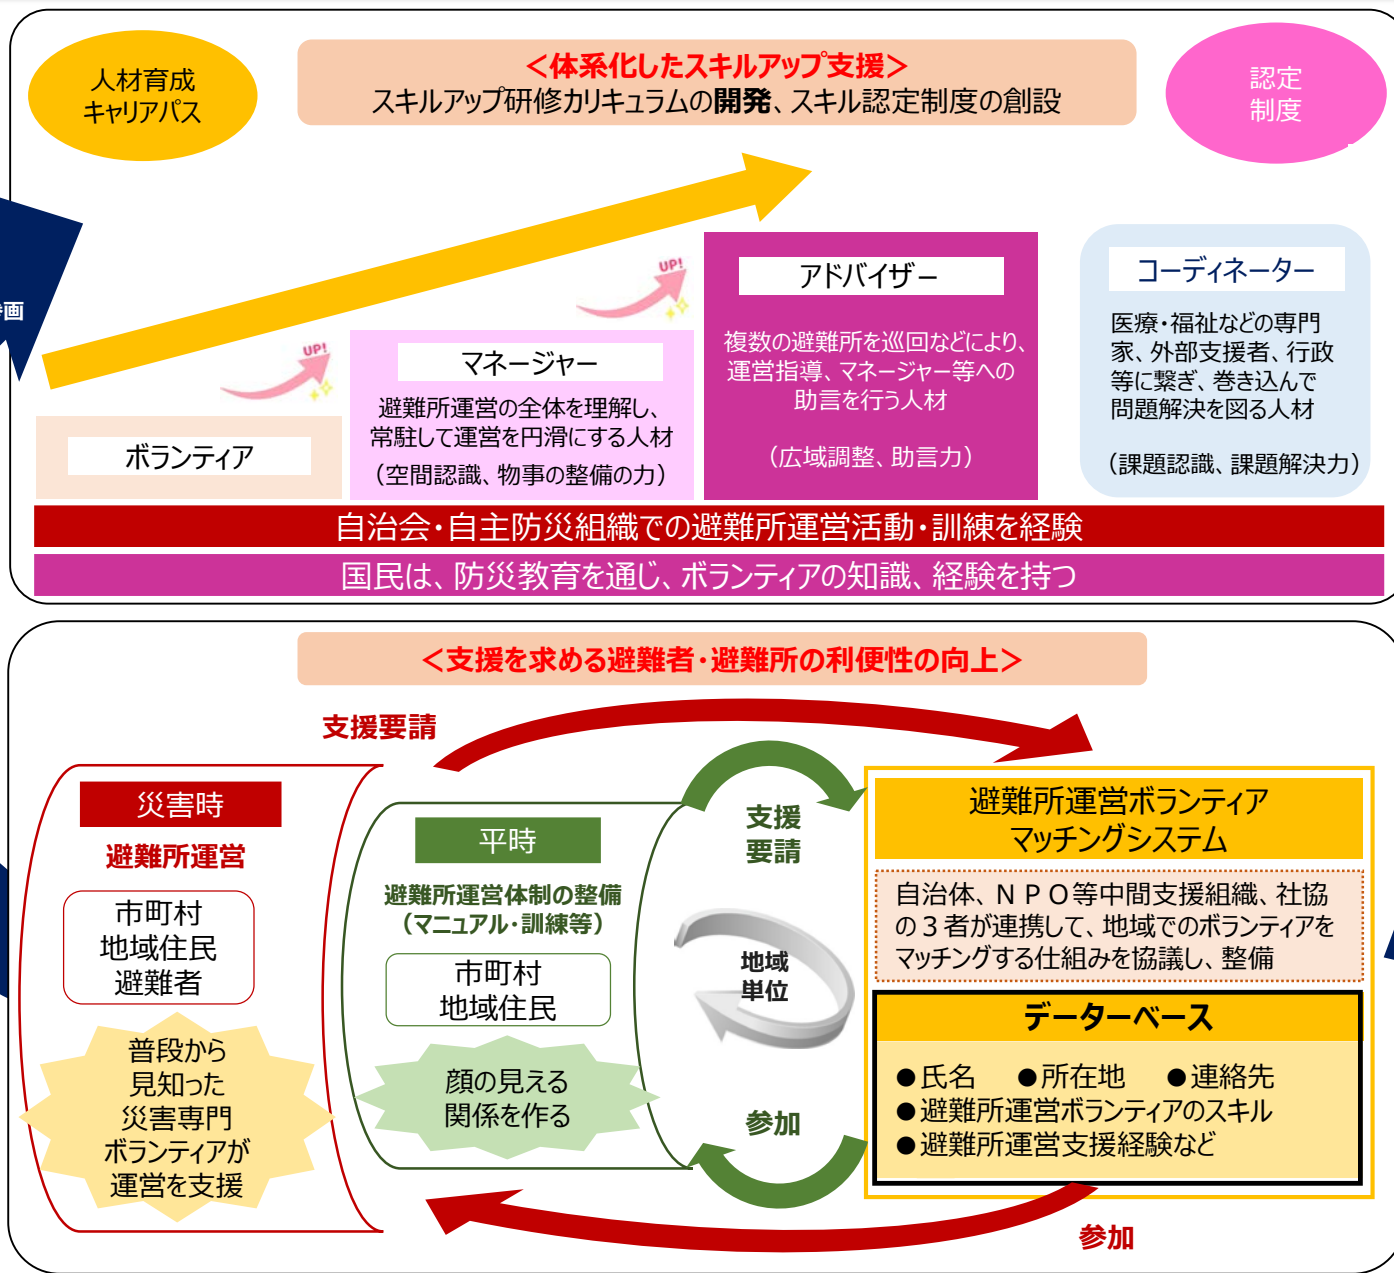 人材育成
キャリアパス
＜体系化したスキルアップ支援＞
スキルアップ研修カリキュラムの開発、スキル認定制度の創設
認定
制度
画
UP!
UP!
ボランティア
マネージャー
避難所運営の全体を理解し、
常駐して運営を円滑にする人材
（空間認識、物事の整備の力）
アドバイザー
複数の避難所を巡回などにより、
運営指導、マネージャー等への
助言を行う人材
（広域調整、助言力）
コーディネーター
医療・福祉などの専門
家、外部支援者、行政
等に繋ぎ、巻き込んで
問題解決を図る人材
（課題認識、課題解決力）
自治会・自主防災組織での避難所運営活動・訓練を経験
国民は、防災教育を通じ、ボランティアの知識、経験を持つ
＜支援を求める避難者・避難所の利便性の向上＞
支援要請
災害時
避難所運営
市町村
地域住民
避難者
普段から
見知った
災害専門
ボランティアが
運営を支援
平時
避難所運営体制の整備
（マニュアル・訓練等）
市町村
地域住民
顔の見える
関係を作る
支援
要請
地域
単位
参加
避難所運営ボランティア
マッチングシステム
自治体、ＮＰＯ等中間支援組織、社協
の３者が連携して、地域でのボランティアを
マッチングする仕組みを協議し、整備
データーベース
●氏名　●所在地　●連絡先
●避難所運営ボランティアのスキル
●避難所運営支援経験など
参加